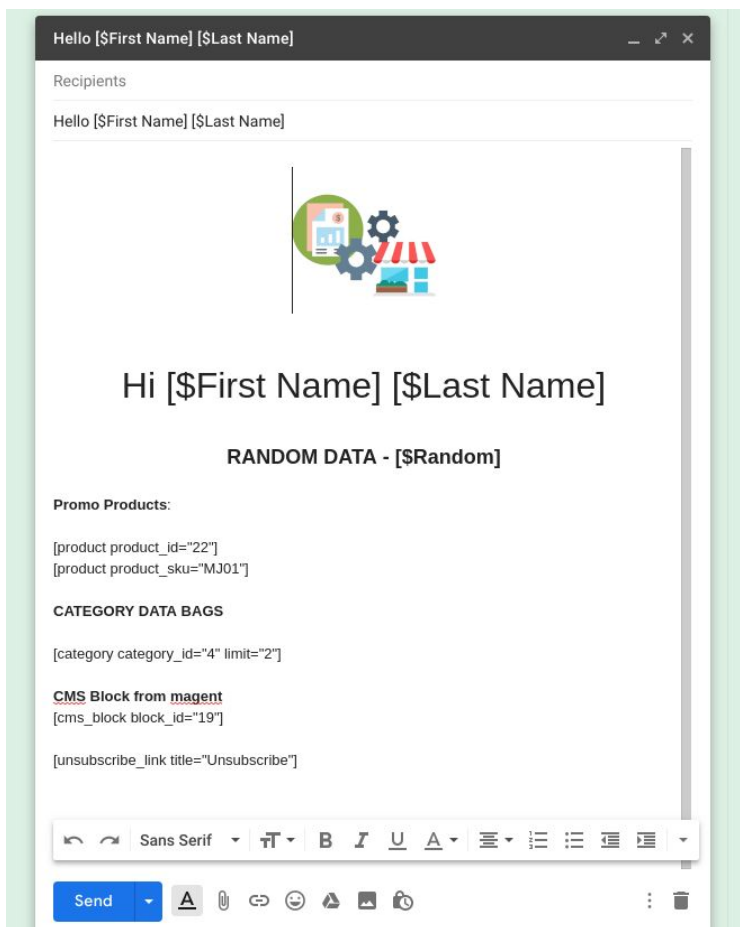 Hello [$First Name] [$Last Name]
Recipients
Hello [$First Name] [$Last Name]
Hi [$First Name] [$Last Name]
RANDOM DATA - [$Random]
Promo Products:
[product product_id="22"]
[product product_sku="MJ01"]
CATEGORY DATA BAGS
[category category_id="4" limit="2"]
CMS Block from magent
[cms_block block_id="19"]
[unsubscribe_link title="Unsubscribe"]
Sans Serif
Send